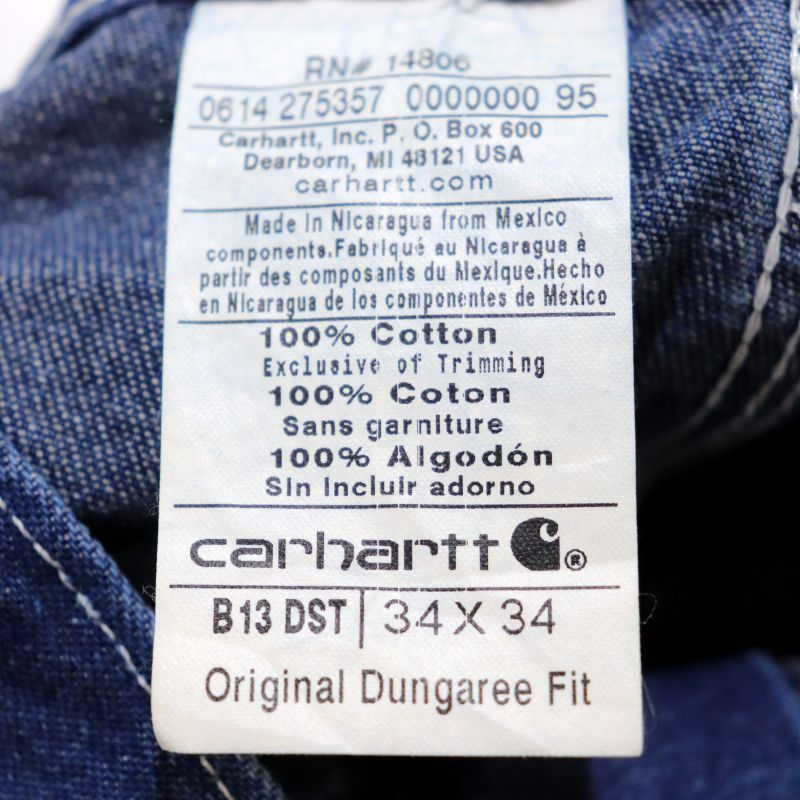 RN# 14806
0614 275357 0000000 95
Carhartt, Inc. P. O. Box 600
Dearborn, MI 48121 USA
carhartt.com
Made in Nicaragua from Mexico
components.Fabriqué au Nicaragua à
partir des composants du Mexique.Hecho
en Nicaragua de los componentes de México
100% Cotton
Exclusive of Trimming
100% Coton
Sans garniture
100% Algodón
Sin Incluir adorno
carhartt ®
B13 DST 34 X 34
Original Dungaree Fit